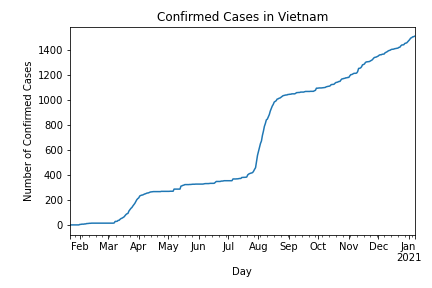 Confirmed Cases in Vietnam
Number of Confirmed Cases
1400
1200
1000
800
600
400
200
0
Feb Mar Apr May Jun Jul Aug Sep Oct Nov Dec Jan
2021
Day